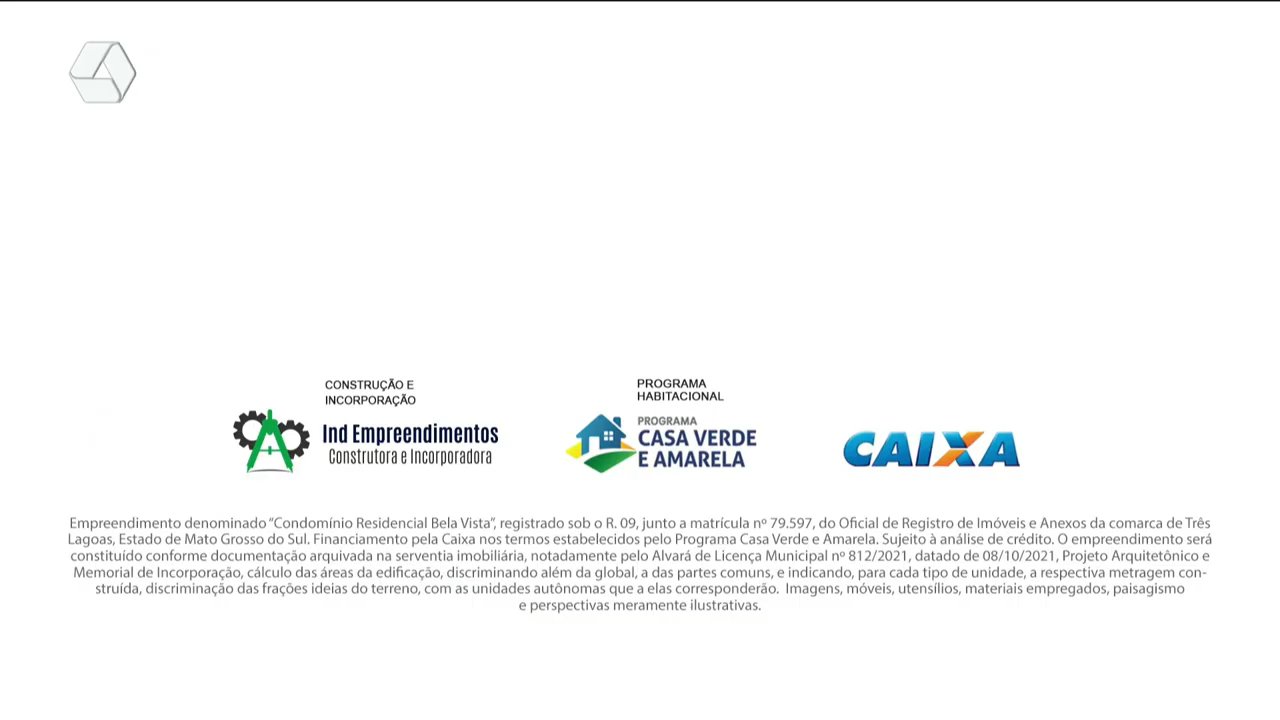 CONSTRUÇÃO E
INCORPORAÇÃO
Ind Empreendimentos
Construtora e Incorporadora
PROGRAMA
HABITACIONAL
PROGRAMA
CASA VERDE
E AMARELA
CAIXA
Empreendimento denominado “Condomínio Residencial Bela Vista”, registrado sob o R. 09, junto a matrícula nº 79.597, do Oficial de Registro de Imóveis e Anexos da comarca de Três
Lagoas, Estado de Mato Grosso do Sul. Financiamento pela Caixa nos termos estabelecidos pelo Programa Casa Verde e Amarela. Sujeito à análise de crédito. O empreendimento será
constituído conforme documentação arquivada na serventia imobiliária, notadamente pelo Alvará de Licença Municipal nº 812/2021, datado de 08/10/2021, Projeto Arquitetônico e
Memorial de Incorporação, cálculo das áreas da edificação, discriminando além da global, a das partes comuns, e indicando, para cada tipo de unidade, a respectiva metragem con-
struída, discriminação das frações ideias do terreno, com as unidades autônomas que a elas corresponderão. Imagens, móveis, utensílios, materiais empregados, paisagismo
e perspectivas meramente ilustrativas.